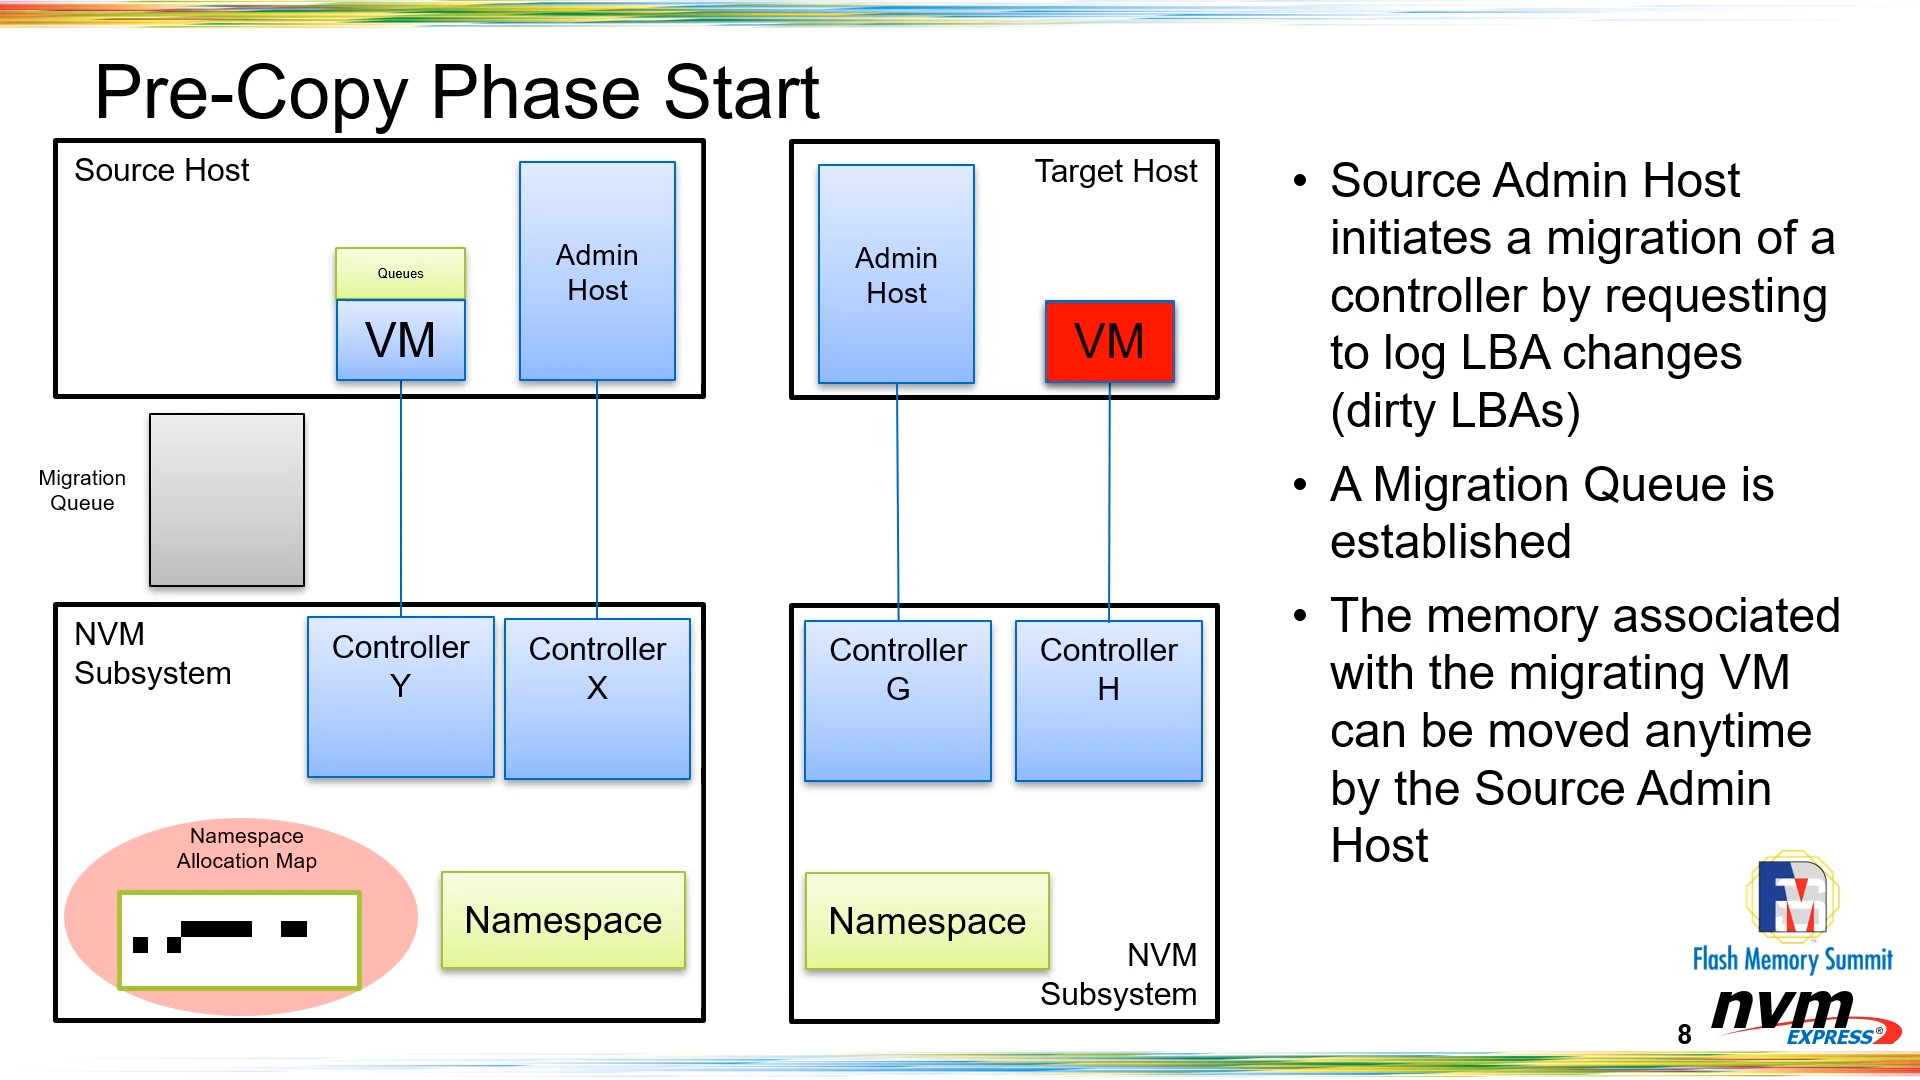 Pre-Copy Phase Start
Source Host
Queues
VM
Admin
Host
Target Host
Admin
Host
VM
Migration
Queue
NVM
Subsystem
Controller
Y
Controller
X
Controller
G
Controller
H
Namespace
Allocation Map
Namespace
Namespace
NVM
Subsystem
• Source Admin Host
initiates a migration of a
controller by requesting
to log LBA changes
(dirty LBAs)
• A Migration Queue is
established
• The memory associated
with the migrating VM
can be moved anytime
by the Source Admin
Host
FM
Flash Memory Summit
nvm
EXPRESS®
8